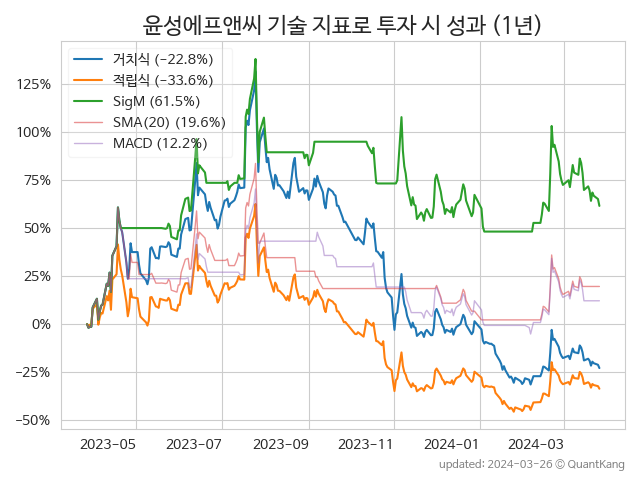 윤성에프앤씨 기술 지표로 투자 시 성과 (1년)
거치식 (−22.8%)
적립식 (−33.6%)
SigM (61.5%)
SMA(20) (19.6%)
MACD (12.2%)
125%
100%
75%
50%
25%
0%
−25%
−50%
2023-05 2023-07 2023-09 2023-11 2024-01 2024-03
updated: 2024-03-26 © QuantKang